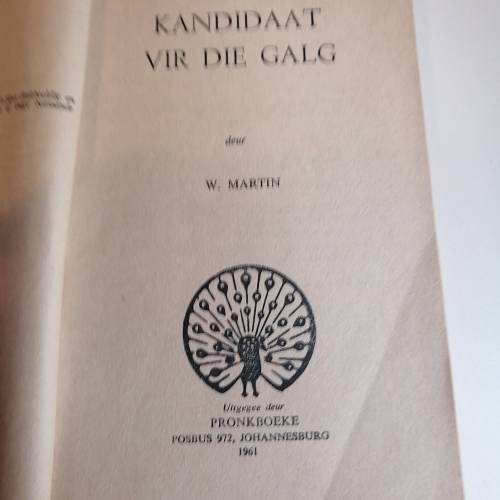 KANDIDAAT
VIR DIE GALG
deur
W. MARTIN
Uitgegee deur
PRONKBOEKE
POSBUS 972, JOHANNESBURG
1961